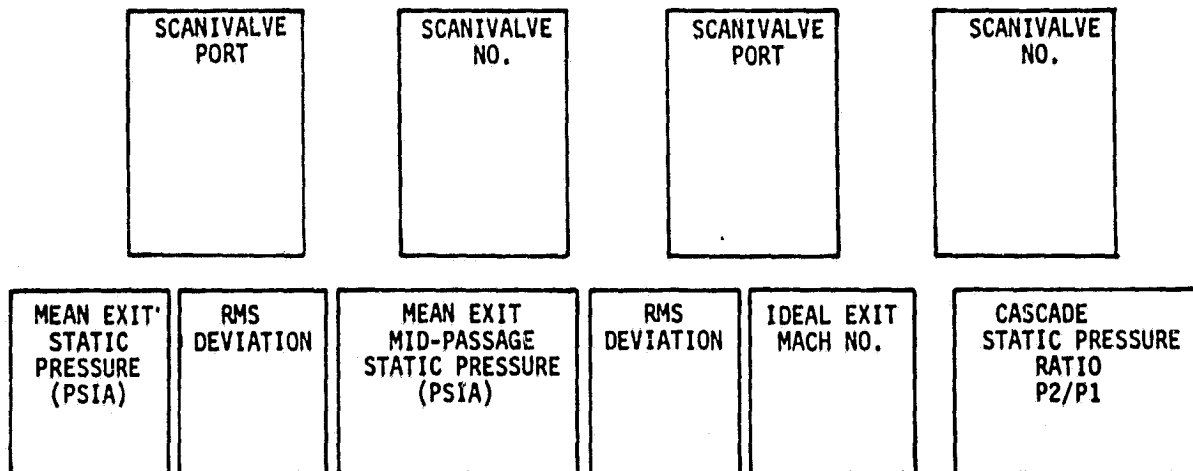 SCANIVALVE
PORT
SCANIVALVE
NO.
SCANIVALVE
PORT
SCANIVALVE
NO.
MEAN EXIT
STATIC
PRESSURE
(PSIA)
RMS
DEVIATION
MEAN EXIT
MID-PASSAGE
STATIC PRESSURE
(PSIA)
RMS
DEVIATION
IDEAL EXIT
MACH NO.
CASCADE
STATIC PRESSURE
RATIO
P2/P1